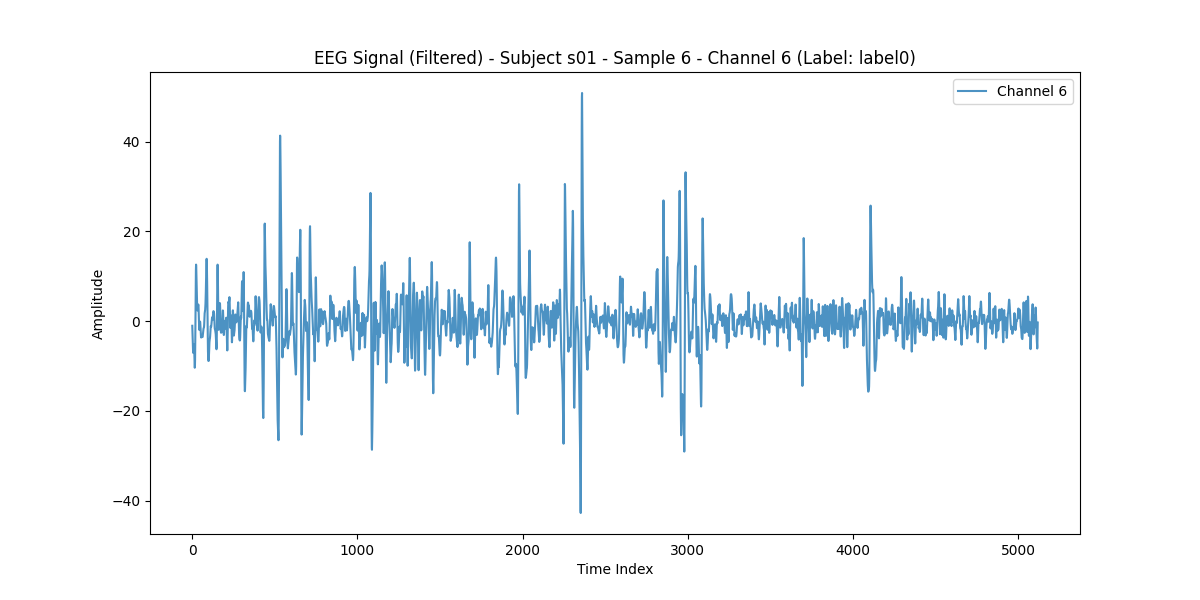 EEG Signal (Filtered) - Subject s01 - Sample 6 - Channel 6 (Label: label0)
Channel 6
Amplitude
40
20
0
−20
−40
0 1000 2000 3000 4000 5000
Time Index